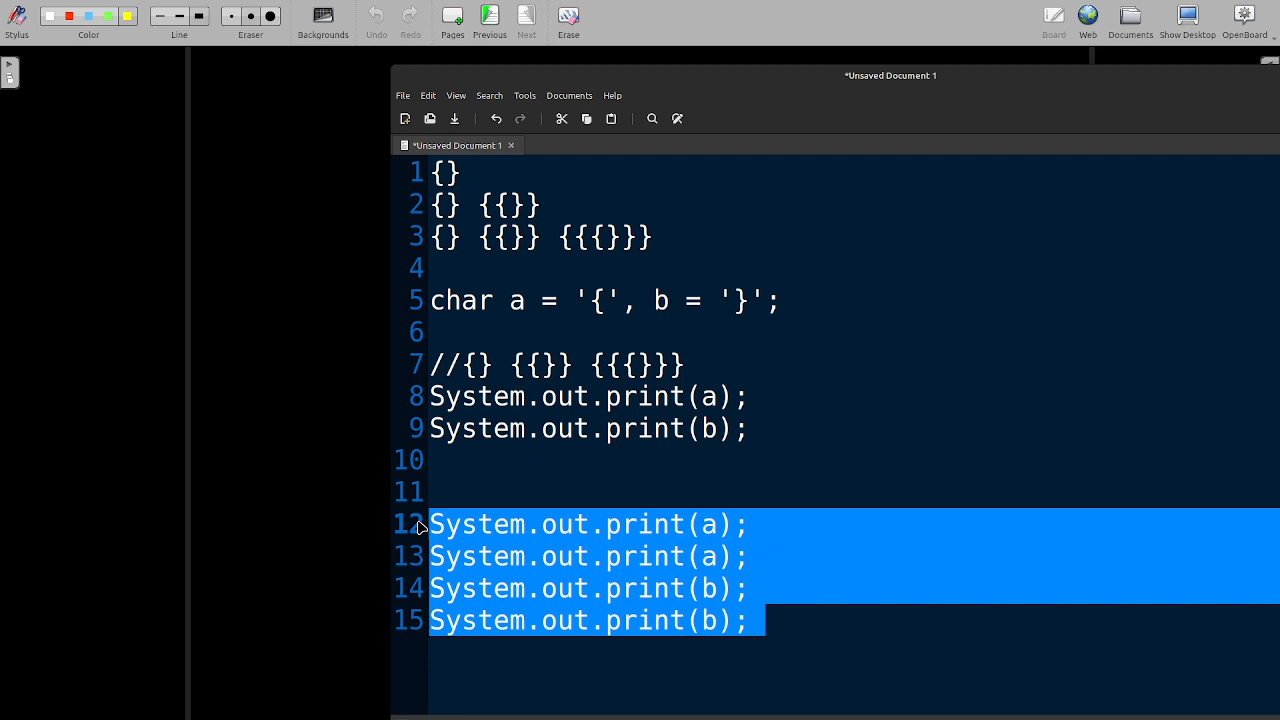 Stylus
Color
Line
Eraser
Backgrounds
Undo
Redo
Pages
Previous
Next
Erase
Board
Web
Documents
Show Desktop
OpenBoard
*Unsaved Document 1
File Edit View Search Tools Documents Help
*Unsaved Document 1
1 {}
2 {} {{}}
3 {} {{}} {{{}}}
4
5 char a = '{', b = '}';
6
7 //{} {{}} {{{}}}
8 System.out.print(a);
9 System.out.print(b);
10
11
12 System.out.print(a);
13 System.out.print(a);
14 System.out.print(b);
15 System.out.print(b);